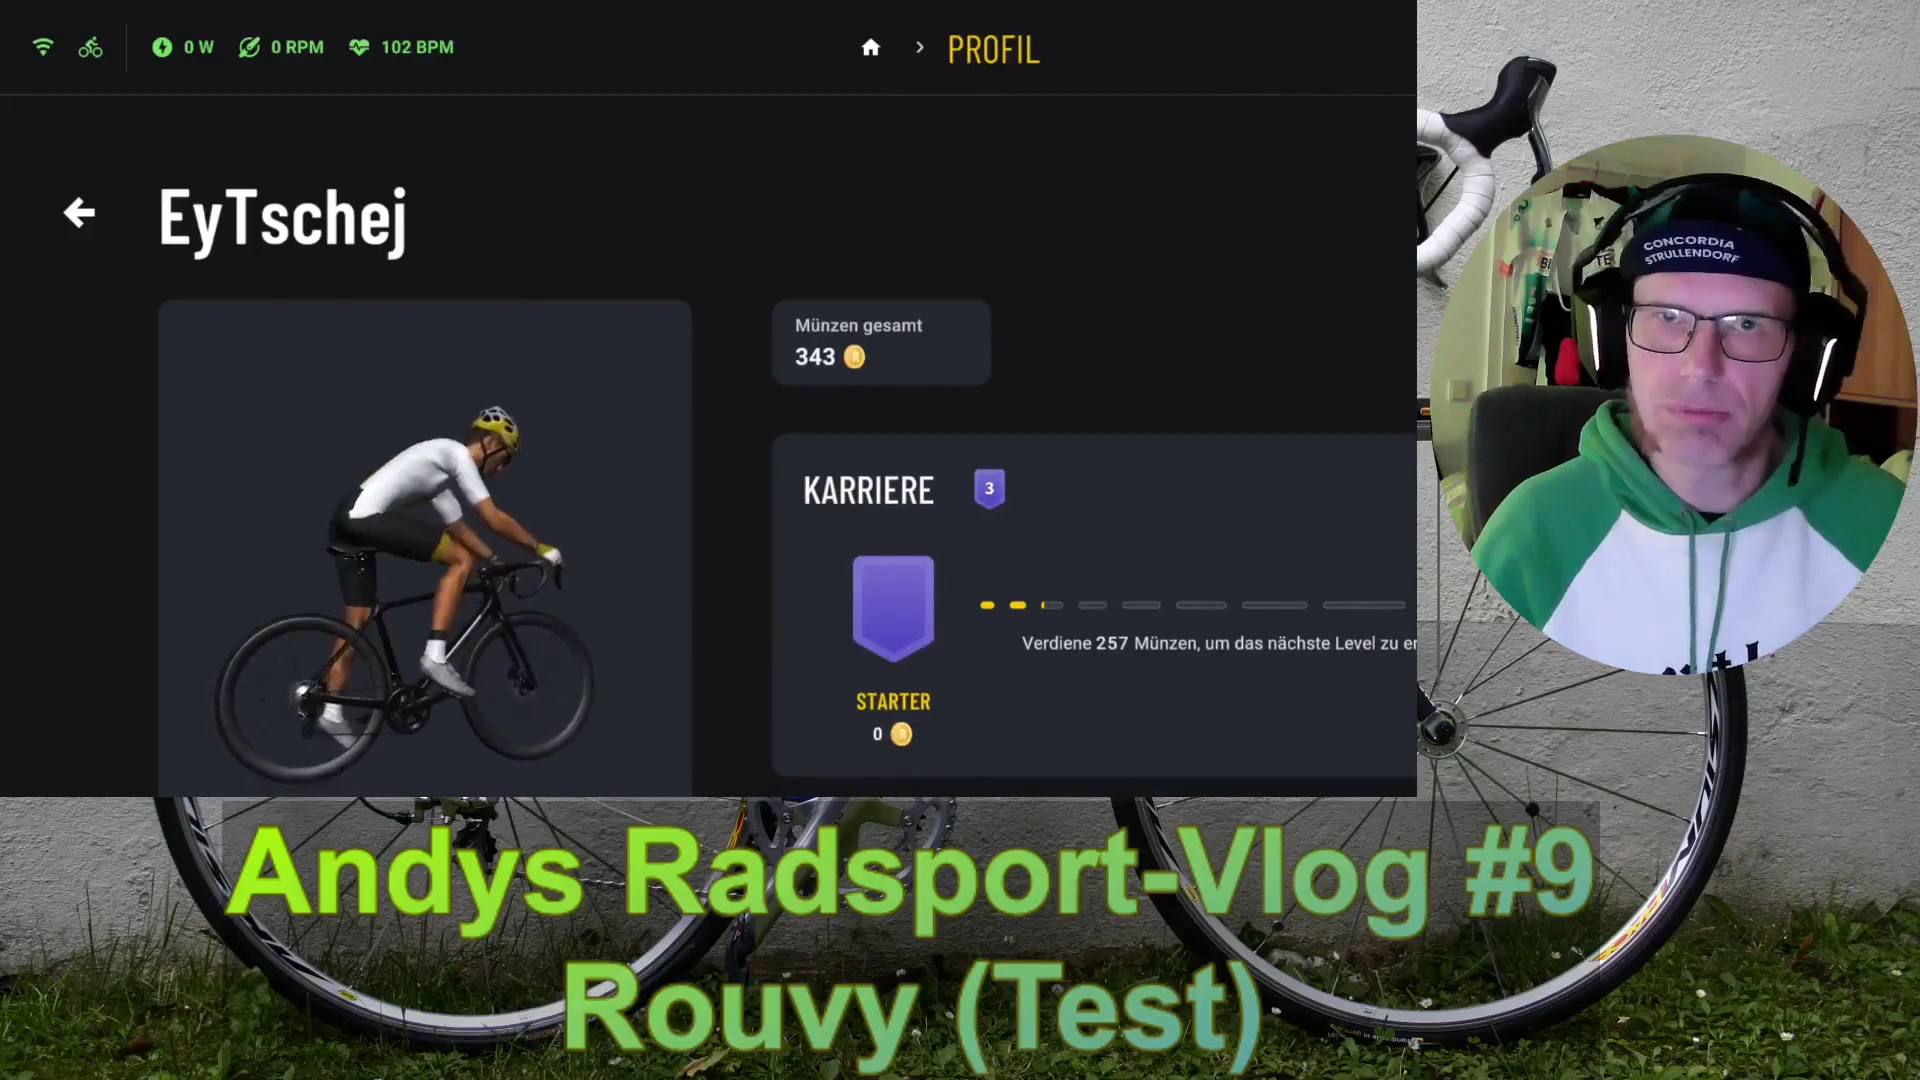 0 W
0 RPM
102 BPM
PROFIL
EyTschej
Münzen gesamt
343
KARRIERE
3
Verdiene 257 Münzen, um das nächste Level zu er
STARTER
0
CONCORDIA
STRULLENDORF
Andys Radsport-Vlog #9
Rouvy (Test)